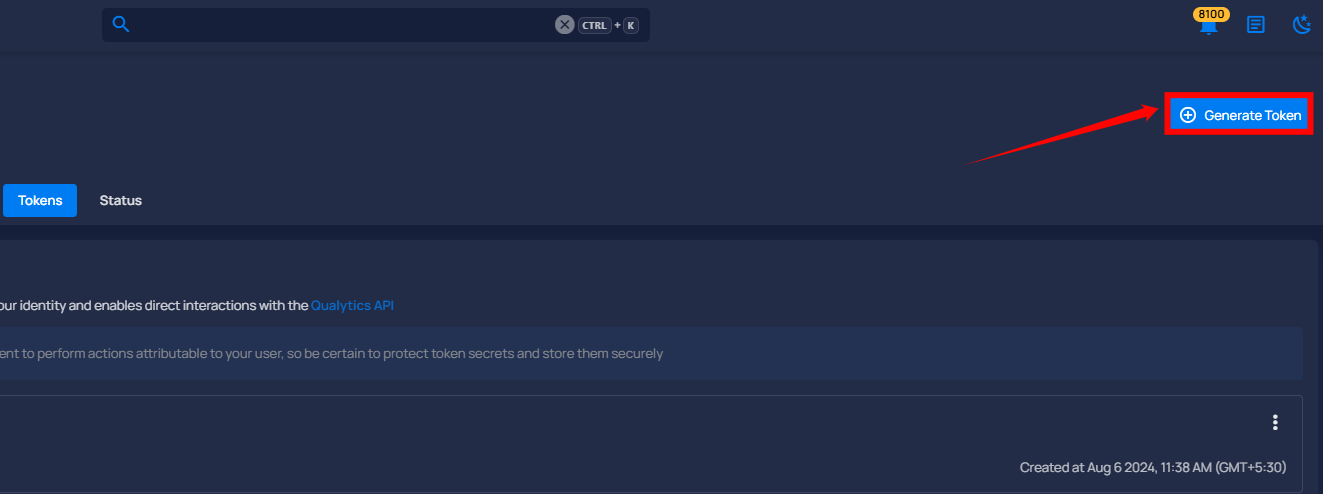 CTRL + K
8100
Generate Token
Tokens Status
our identity and enables direct interactions with the Qualytics API
ent to perform actions attributable to your user, so be certain to protect token secrets and store them securely
Created at Aug 6 2024, 11:38 AM (GMT+5:30)